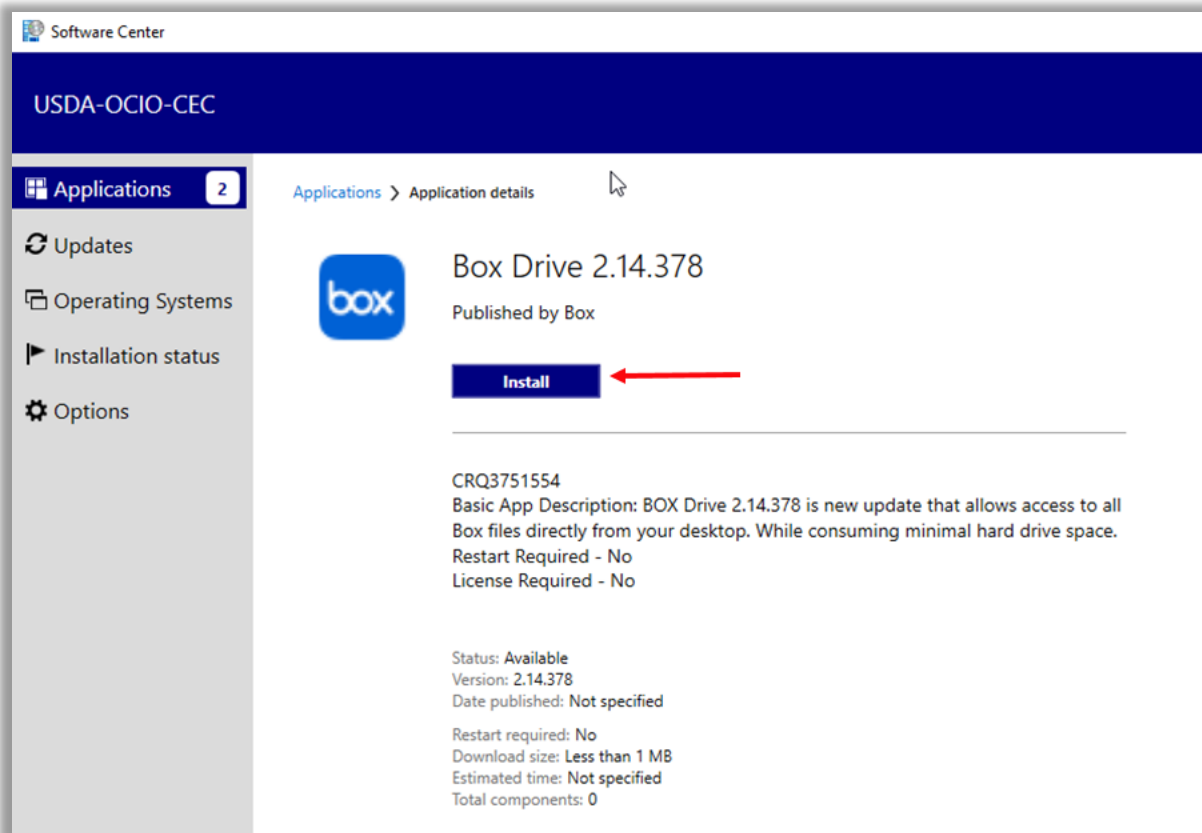 Software Center
USDA-OCIO-CEC
Applications 2
Updates
Operating Systems
Installation status
Options
Applications ❯ Application details
box
Box Drive 2.14.378
Published by Box
Install
CRQ3751554
Basic App Description: BOX Drive 2.14.378 is new update that allows access to all
Box files directly from your desktop. While consuming minimal hard drive space.
Restart Required - No
License Required - No
Status: Available
Version: 2.14.378
Date published: Not specified
Restart required: No
Download size: Less than 1 MB
Estimated time: Not specified
Total components: 0